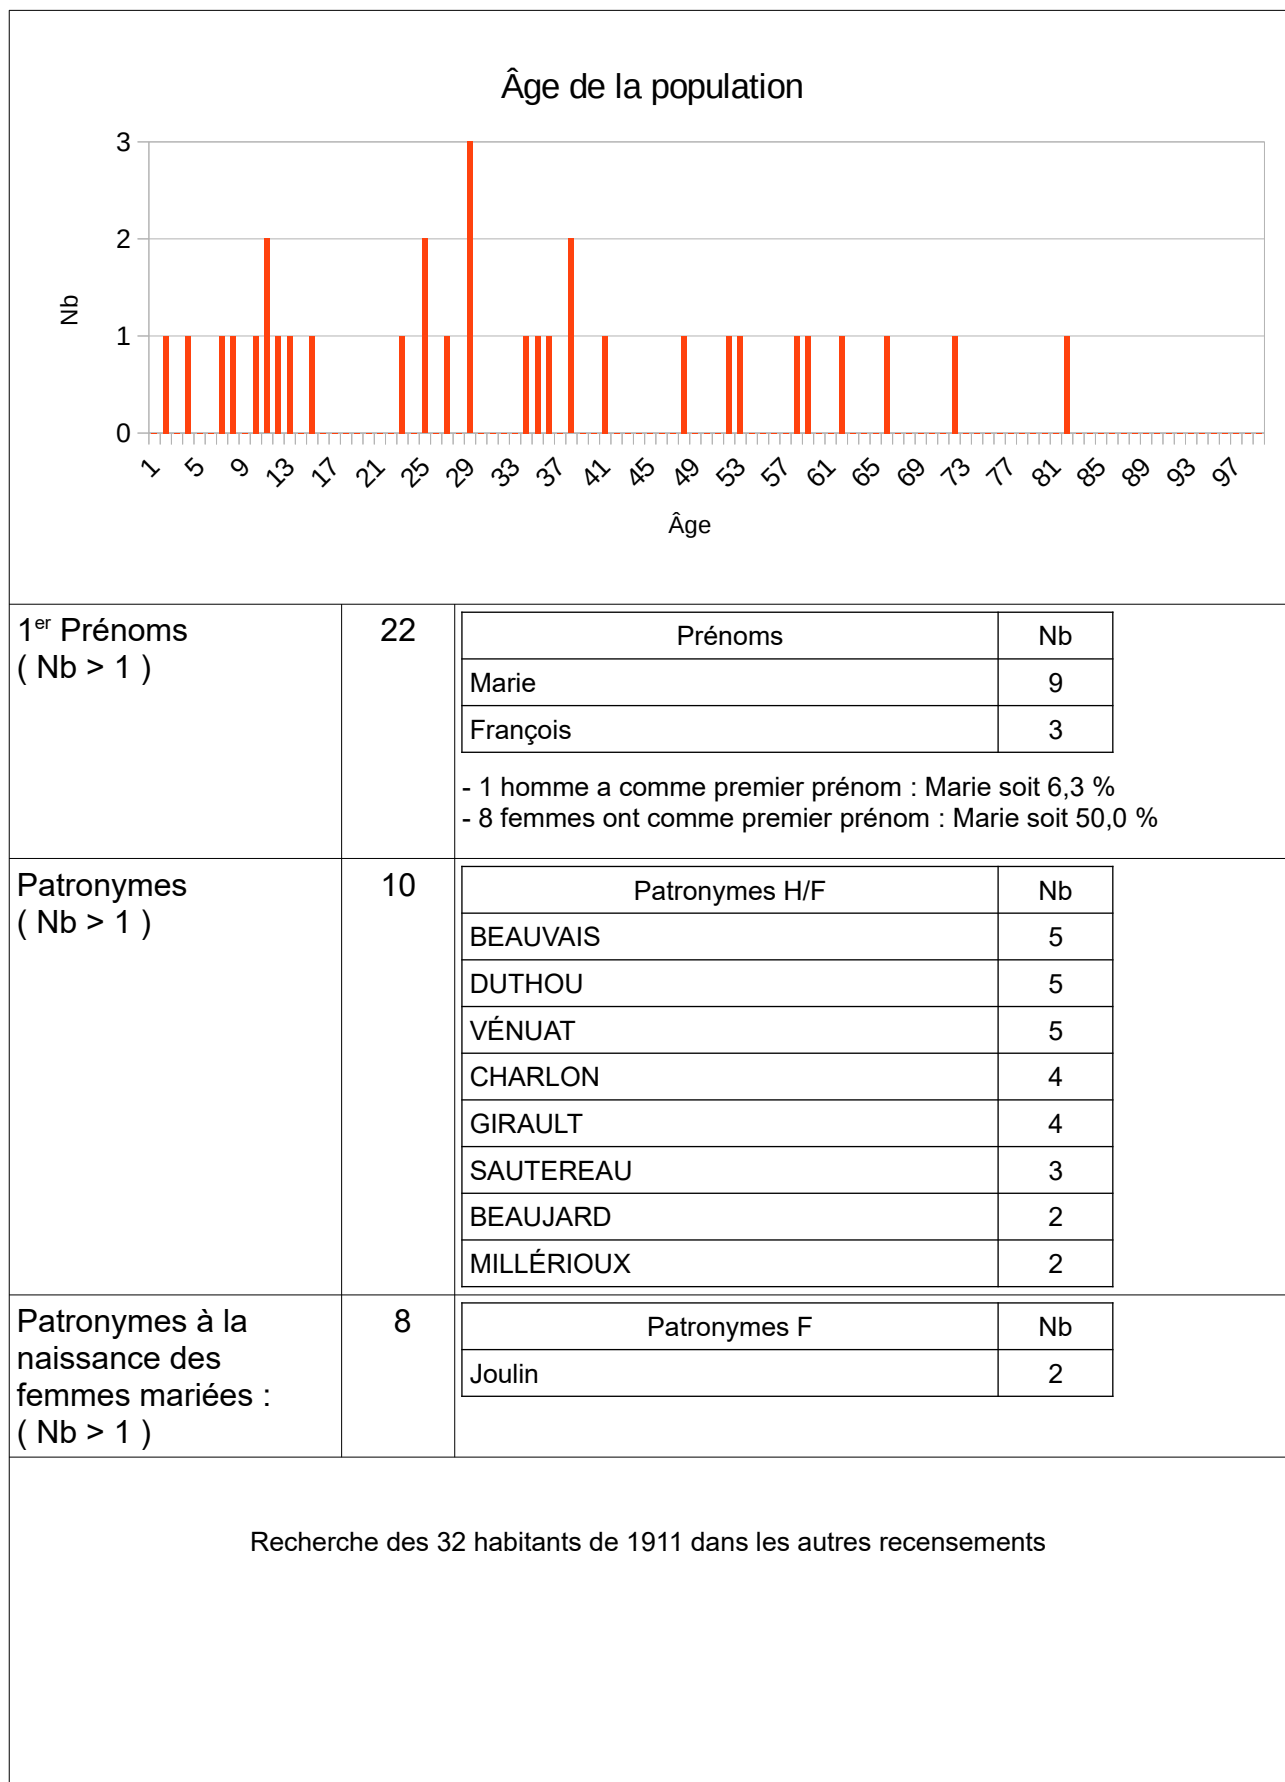 Âge de la population
3
2
1
0
Nb
1 5 9 13 17 21 25 29 33 37 41 45 49 53 57 61 65 69 73 77 81 85 89 93 97
Âge
1er Prénoms
( Nb > 1 )
22
Prénoms Nb
Marie 9
François 3
- 1 homme a comme premier prénom : Marie soit 6,3 %
- 8 femmes ont comme premier prénom : Marie soit 50,0 %
Patronymes
( Nb > 1 )
10
Patronymes H/F Nb
BEAUVAIS 5
DUTHOU 5
VÉNUAT 5
CHARLON 4
GIRAULT 4
SAUTEREAU 3
BEAUJARD 2
MILLÉRIOUX 2
Patronymes à la
naissance des
femmes mariées :
( Nb > 1 )
8
Patronymes F Nb
Joulin 2
Recherche des 32 habitants de 1911 dans les autres recensements